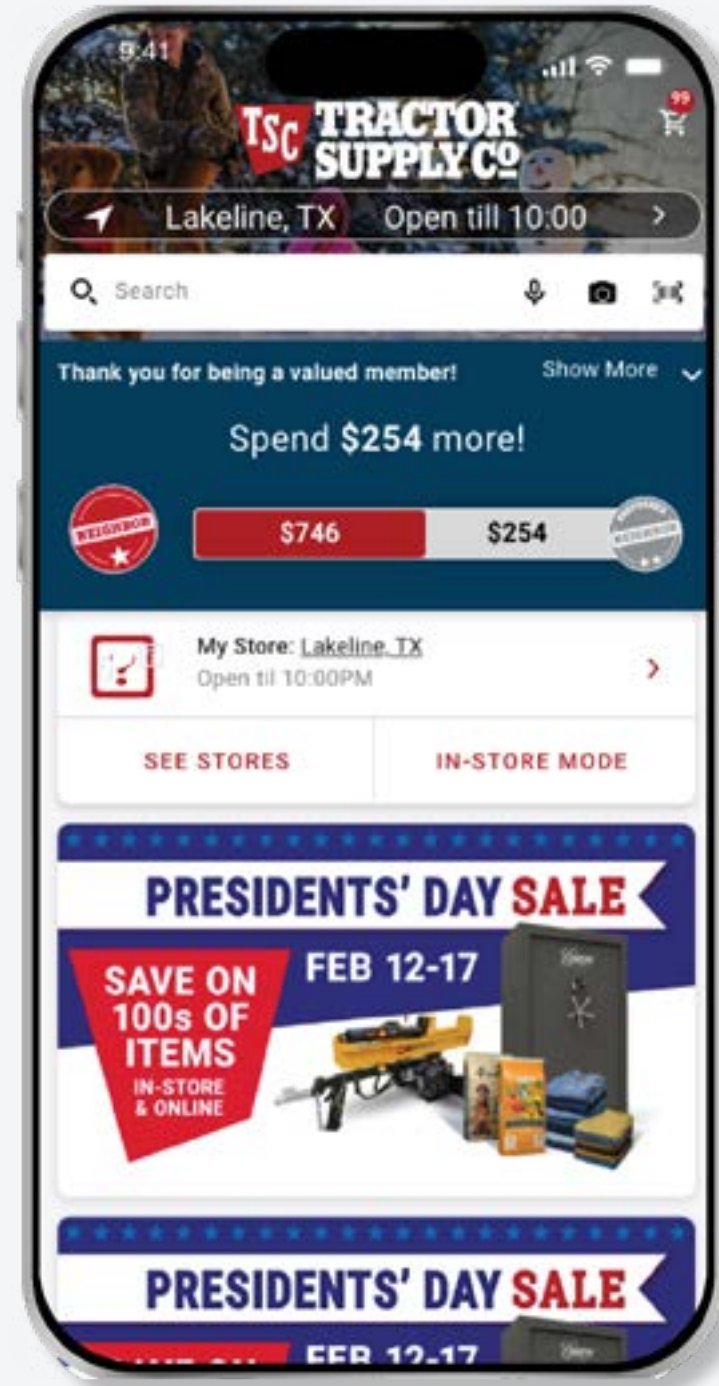 9:41
99
TSC TRACTOR
SUPPLY CO
Lakeline, TX Open till 10:00
Search
Thank you for being a valued member! Show More
Spend $254 more!
NEIGHBOR $746 $254 NEIGHBOR
My Store: Lakeline, TX
Open til 10:00PM
SEE STORES IN-STORE MODE
PRESIDENTS' DAY SALE
FEB 12-17
SAVE ON
100s OF
ITEMS
IN-STORE
& ONLINE
PRESIDENTS' DAY SALE
FEB 12-17